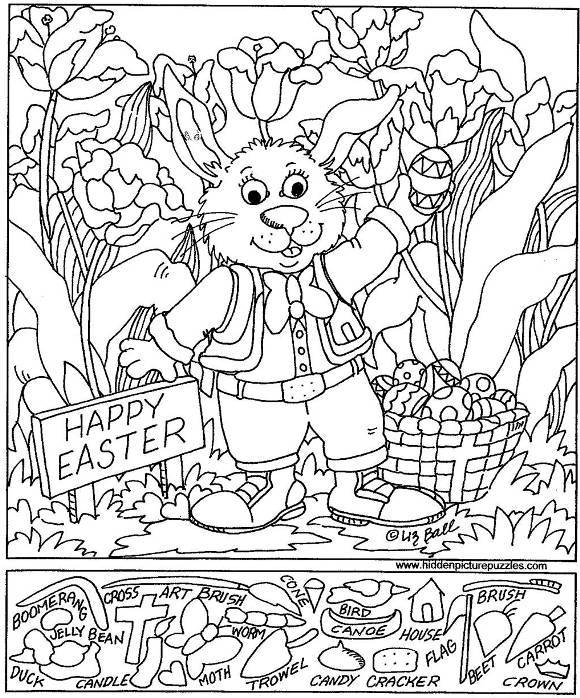 HAPPY
EASTER
©Liz Ball
www.hiddenpicturepuzzles.com
BOOMERANG
CROSS
ART BRUSH
CONE
BIRD
BRUSH
JELLY BEAN
WORM
CANOE
HOUSE
FLAG
DUCK
CANDLE
MOTH
TROWEL
CANDY
CRACKER
BEET
CARROT
CROWN